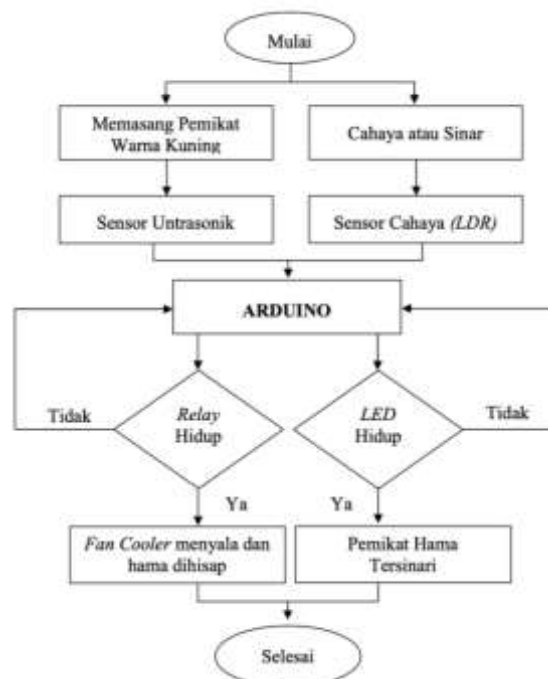 Mulai
Memasang Pemikat
Warna Kuning
Cahaya atau Sinar
Sensor Untrasonik
Sensor Cahaya (LDR)
ARDUINO
Tidak
Relay
Hidup
LED
Hidup
Tidak
Ya
Ya
Fan Cooler menyala dan
hama dihisap
Pemikat Hama
Tersinari
Selesai